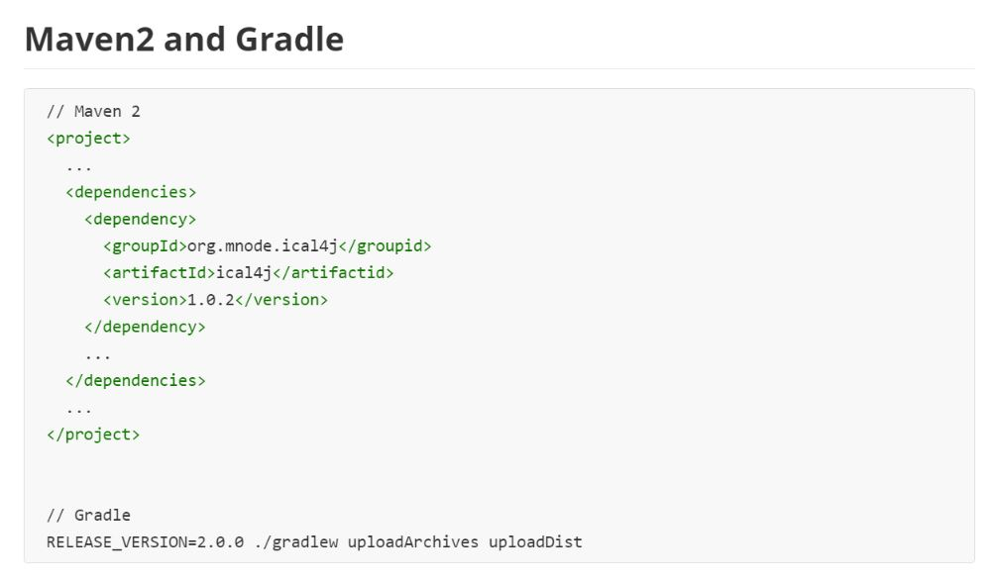 Maven2 and Gradle
// Maven 2
<project>
  ...
  <dependencies>
    <dependency>
      <groupId>org.mnode.ical4j</groupid>
      <artifactId>ical4j</artifactid>
      <version>1.0.2</version>
    </dependency>
    ...
  </dependencies>
  ...
</project>
// Gradle
RELEASE_VERSION=2.0.0 ./gradlew uploadArchives uploadDist